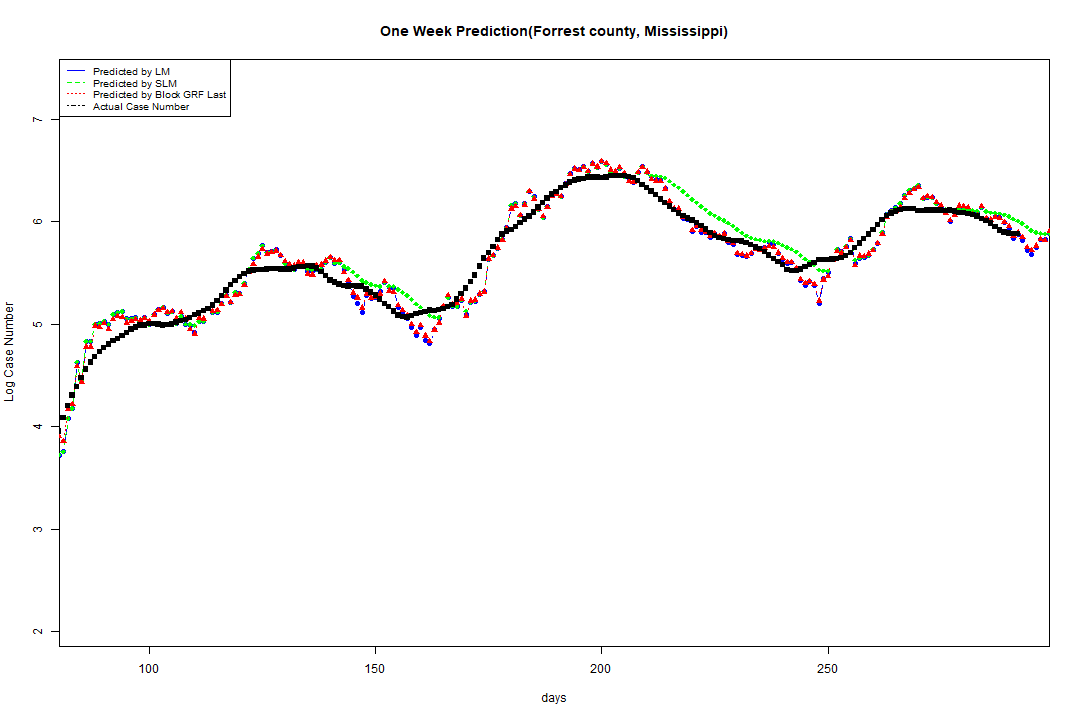 One Week Prediction(Forrest county, Mississippi)
Predicted by LM
Predicted by SLM
Predicted by Block GRF Last
Actual Case Number
Log Case Number
7
6
5
4
3
2
100 150 200 250
days